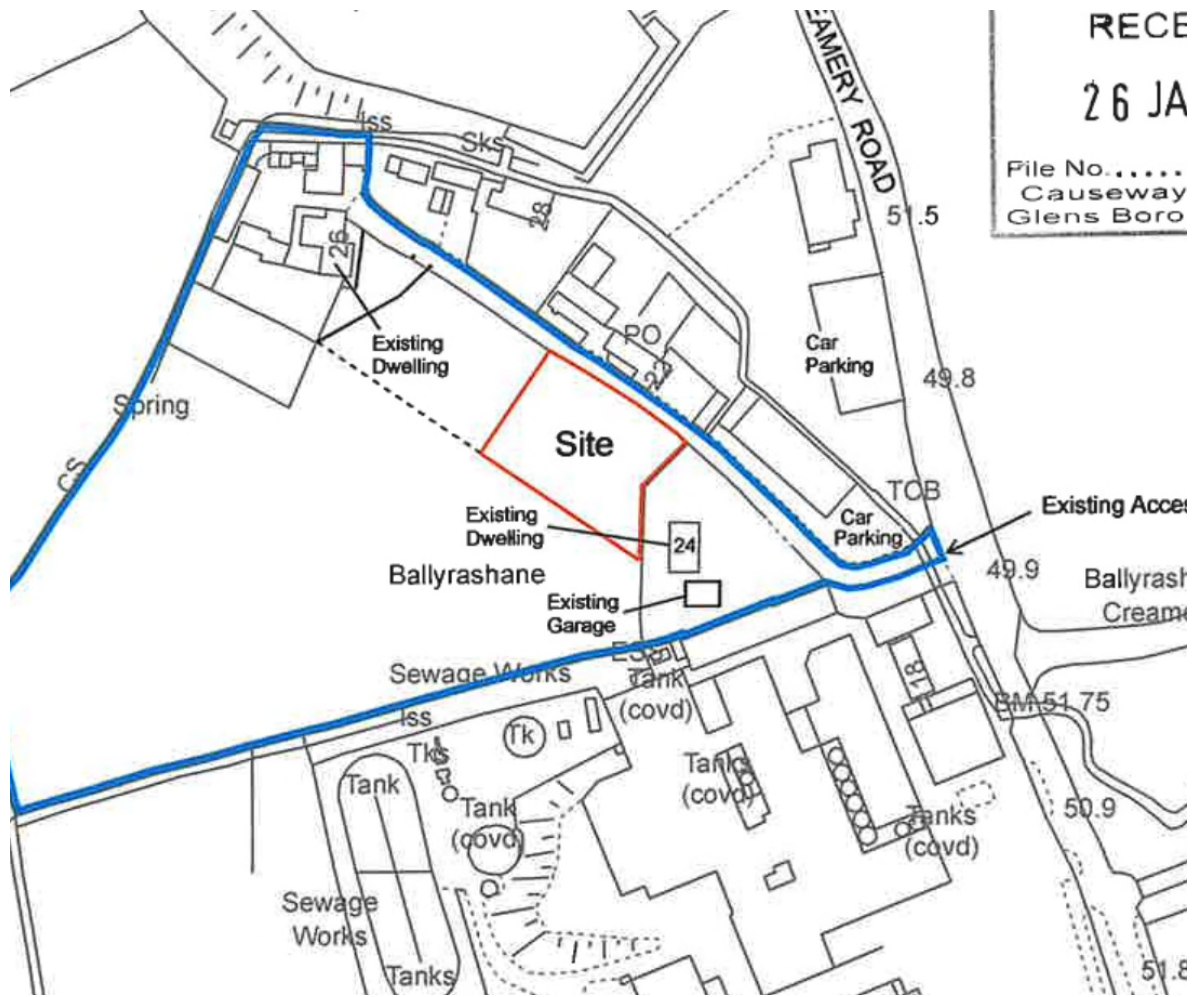 RECE
26 JA
File No......
Causeway
Glens Boro
EAMERY ROAD
Iss
Sks
28
51.5
26
Existing
Dwelling
PO
Car
Parking
49.8
Spring
CS
Site
TCB
Existing Acces
Existing
Dwelling
24
Car
Parking
49.9
Ballyrashane
Ballyrash
Creame
Existing
Garage
ESS
Sewage Works
Tank
(covd)
18
BM 51.75
Iss
Tk
Tks
Tank
Tanks
(covd)
Tank
(covd)
50.9
Tanks
(covd)
Sewage
Works
Tanks
51.8